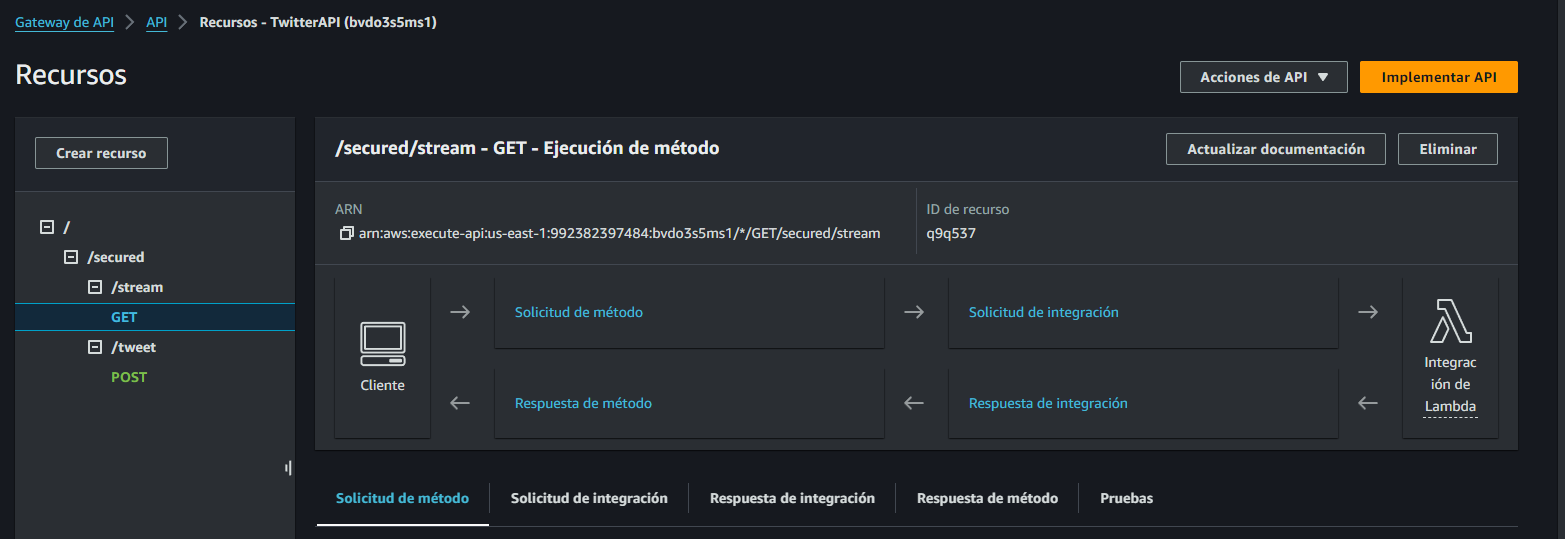 Gateway de API > API > Recursos - TwitterAPI (bvdo3s5ms1)
Recursos
Acciones de API
Implementar API
Crear recurso
/
/secured
/stream
GET
/tweet
POST
/secured/stream - GET - Ejecución de método
Actualizar documentación
Eliminar
ARN
arn:aws:execute-api:us-east-1:992382397484:bvdo3s5ms1/*/GET/secured/stream
ID de recurso
q9q537
Cliente
Solicitud de método
Solicitud de integración
Respuesta de método
Respuesta de integración
Integrac
ión de
Lambda
Solicitud de método
Solicitud de integración
Respuesta de integración
Respuesta de método
Pruebas